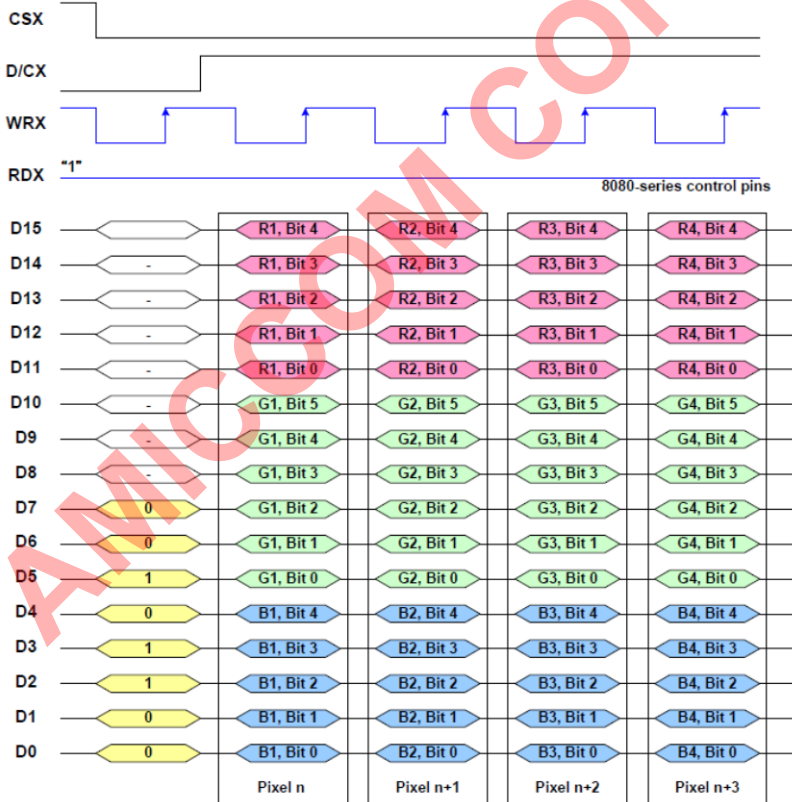 CSX
D/CX
WRX
RDX "1"
8080-series control pins
D15 R1, Bit 4 R2, Bit 4 R3, Bit 4 R4, Bit 4
D14 - R1, Bit 3 R2, Bit 3 R3, Bit 3 R4, Bit 3
D13 - R1, Bit 2 R2, Bit 2 R3, Bit 2 R4, Bit 2
D12 - R1, Bit 1 R2, Bit 1 R3, Bit 1 R4, Bit 1
D11 - R1, Bit 0 R2, Bit 0 R3, Bit 0 R4, Bit 0
D10 - G1, Bit 5 G2, Bit 5 G3, Bit 5 G4, Bit 5
D9 - G1, Bit 4 G2, Bit 4 G3, Bit 4 G4, Bit 4
D8 - G1, Bit 3 G2, Bit 3 G3, Bit 3 G4, Bit 3
D7 0 G1, Bit 2 G2, Bit 2 G3, Bit 2 G4, Bit 2
D6 0 G1, Bit 1 G2, Bit 1 G3, Bit 1 G4, Bit 1
D5 1 G1, Bit 0 G2, Bit 0 G3, Bit 0 G4, Bit 0
D4 0 B1, Bit 4 B2, Bit 4 B3, Bit 4 B4, Bit 4
D3 1 B1, Bit 3 B2, Bit 3 B3, Bit 3 B4, Bit 3
D2 1 B1, Bit 2 B2, Bit 2 B3, Bit 2 B4, Bit 2
D1 0 B1, Bit 1 B2, Bit 1 B3, Bit 1 B4, Bit 1
D0 0 B1, Bit 0 B2, Bit 0 B3, Bit 0 B4, Bit 0
Pixel n Pixel n+1 Pixel n+2 Pixel n+3
AMICCOM